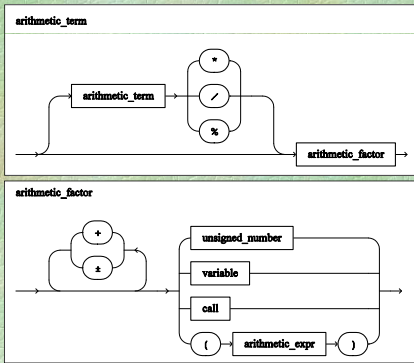 arithmetic_term
*
arithmetic_term
/
%
arithmetic_factor
arithmetic_factor
+
±
unsigned_number
variable
call
( arithmetic_expr )